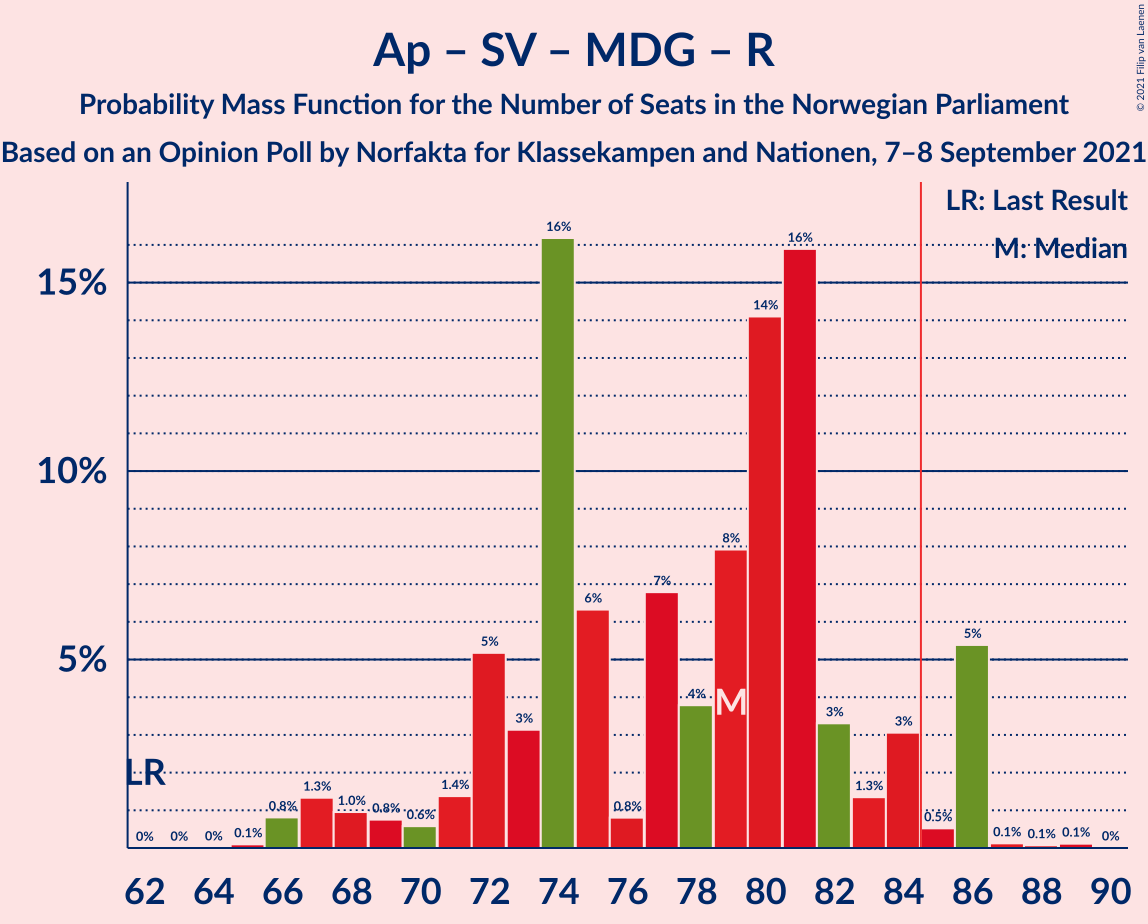 Ap – SV – MDG – R
Probability Mass Function for the Number of Seats in the Norwegian Parliament
Based on an Opinion Poll by Norfakta for Klassekampen and Nationen, 7–8 September 2021
© 2021 Filip van Laenen
LR: Last Result
M: Median
15%
10%
5%
LR
M
0% 0% 0% 0.1% 0.8% 1.3% 1.0% 0.8% 0.6% 1.4% 5% 3% 16% 6% 0.8% 7% 4% 8% 14% 16% 3% 1.3% 3% 0.5% 5% 0.1% 0.1% 0.1% 0%
62 64 66 68 70 72 74 76 78 80 82 84 86 88 90